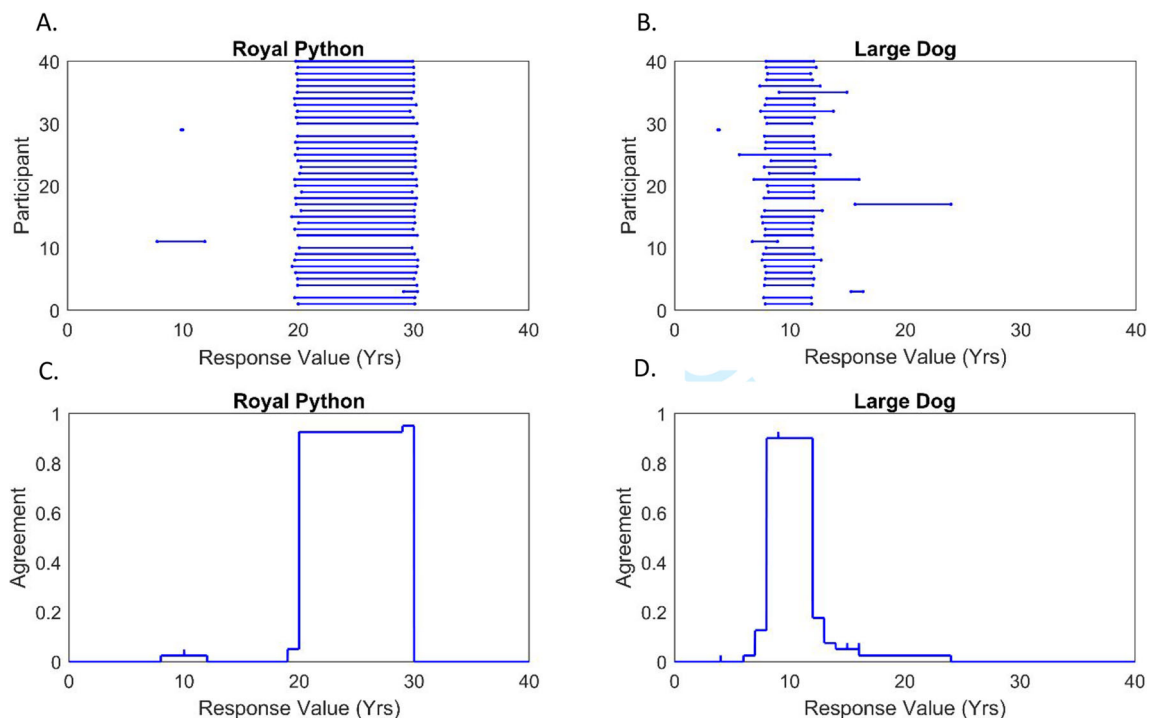 A.
Royal Python
40
30
20
10
0
Participant
0 10 20 30 40
Response Value (Yrs)
B.
Large Dog
40
30
20
10
0
Participant
0 10 20 30 40
Response Value (Yrs)
C.
Royal Python
1
0.8
0.6
0.4
0.2
0
Agreement
0 10 20 30 40
Response Value (Yrs)
D.
Large Dog
1
0.8
0.6
0.4
0.2
0
Agreement
0 10 20 30 40
Response Value (Yrs)